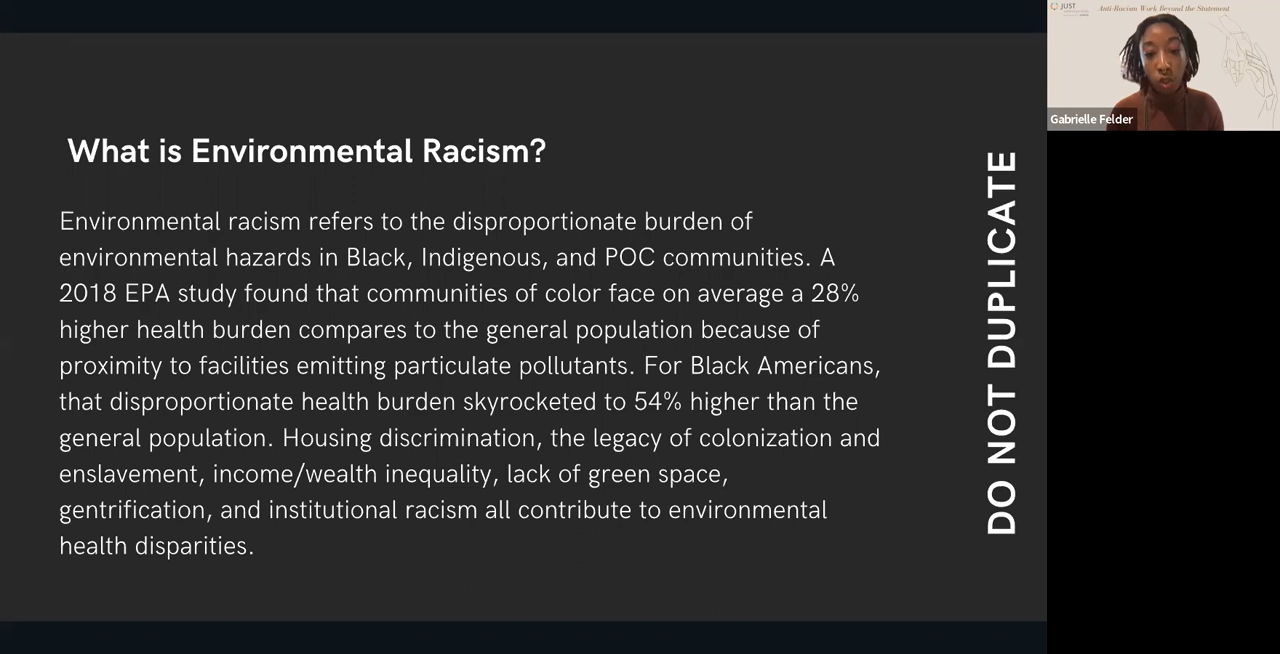 What is Environmental Racism?
Environmental racism refers to the disproportionate burden of
environmental hazards in Black, Indigenous, and POC communities. A
2018 EPA study found that communities of color face on average a 28%
higher health burden compares to the general population because of
proximity to facilities emitting particulate pollutants. For Black Americans,
that disproportionate health burden skyrocketed to 54% higher than the
general population. Housing discrimination, the legacy of colonization and
enslavement, income/wealth inequality, lack of green space,
gentrification, and institutional racism all contribute to environmental
health disparities.
DO NOT DUPLICATE
JUST
Anti-Racism Work Beyond the Statement
Gabrielle Felder